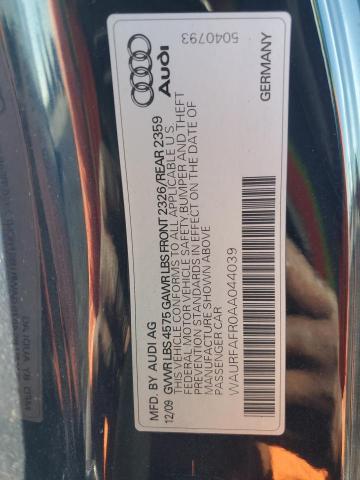 Audi
5040793
MFD. BY AUDI AG
GERMANY
12/09 GVWR LBS 4575 GAWR LBS FRONT 2326/REAR 2359
THIS VEHICLE CONFORMS TO ALL APPLICABLE U.S.
FEDERAL MOTOR VEHICLE SAFETY BUMPER AND THEFT
PREVENTION STANDARDS IN EFFECT ON THE DATE OF
MANUFACTURE SHOWN ABOVE
PASSENGER CAR
WAURFAFR0AA044039